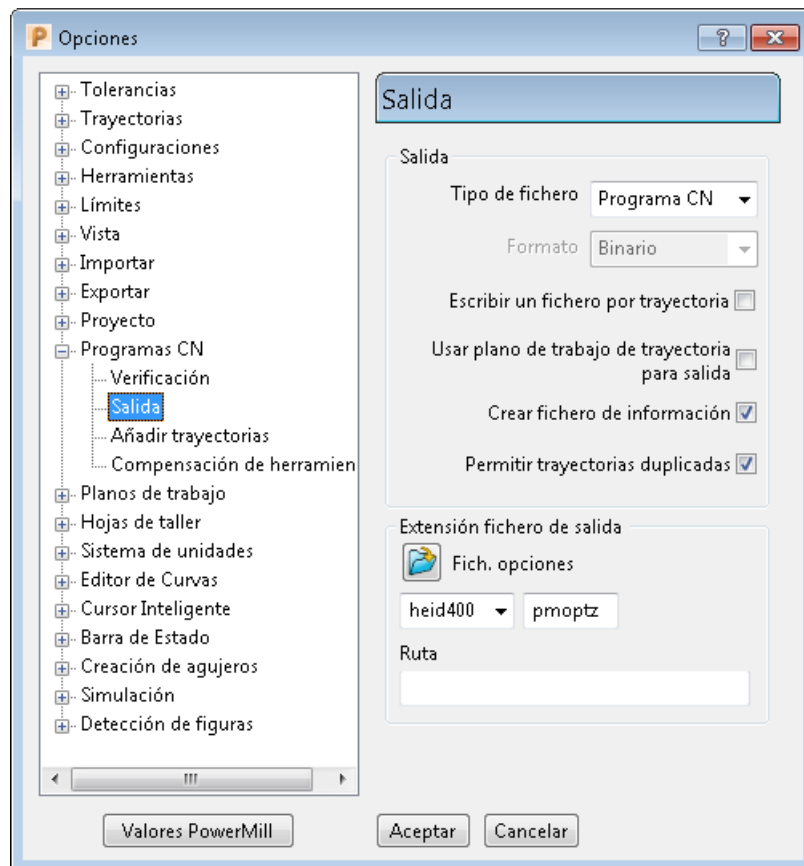 Opciones
Tolerancias
Trayectorias
Configuraciones
Herramientas
Límites
Vista
Importar
Exportar
Proyecto
Programas CN
Verificación
Salida
Añadir trayectorias
Compensación de herramien
Planos de trabajo
Hojas de taller
Sistema de unidades
Editor de Curvas
Cursor Inteligente
Barra de Estado
Creación de agujeros
Simulación
Detección de figuras
Salida
Salida
Tipo de fichero Programa CN
Formato Binario
Escribir un fichero por trayectoria
Usar plano de trabajo de trayectoria
para salida
Crear fichero de información
Permitir trayectorias duplicadas
Extensión fichero de salida
Fich. opciones
heid400 pmoptz
Ruta
Valores PowerMill Aceptar Cancelar